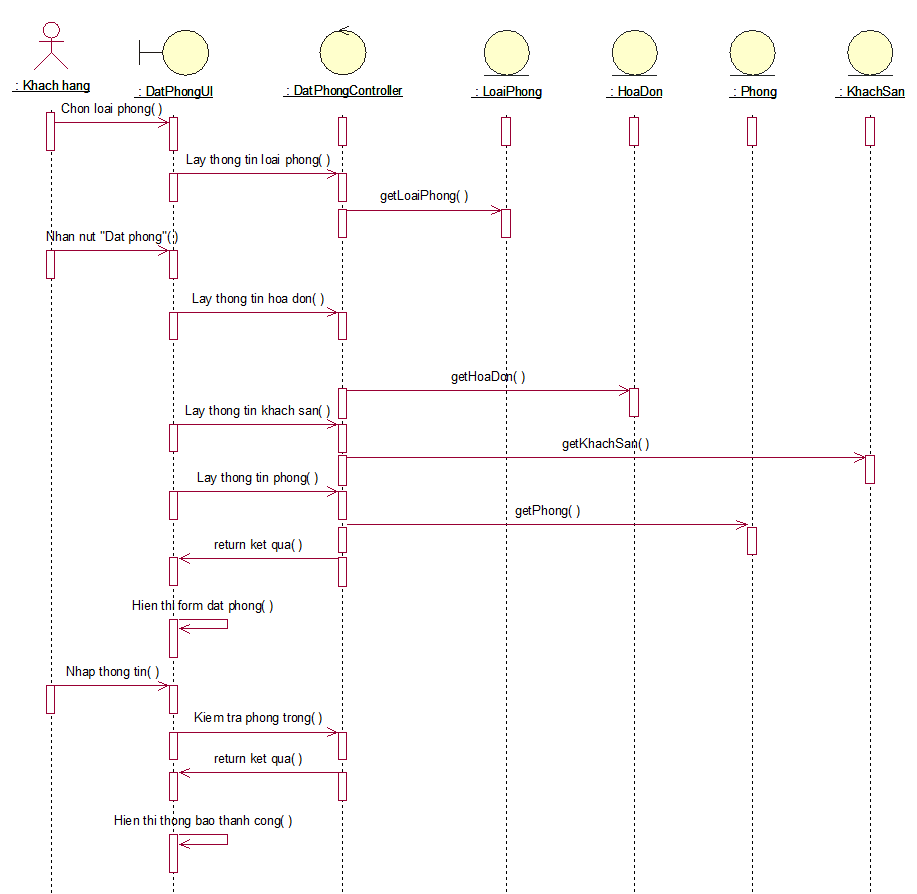 : Khach hang
: DatPhongUI
: DatPhongController
: LoaiPhong
: HoaDon
: Phong
: KhachSan
Chon loai phong( )
Lay thong tin loai phong( )
getLoaiPhong( )
Nhan nut "Dat phong"( )
Lay thong tin hoa don( )
getHoaDon( )
Lay thong tin khach san( )
getKhachSan( )
Lay thong tin phong( )
getPhong( )
return ket qua( )
Hien thi form dat phong( )
Nhap thong tin( )
Kiem tra phong trong( )
return ket qua( )
Hien thi thong bao thanh cong( )